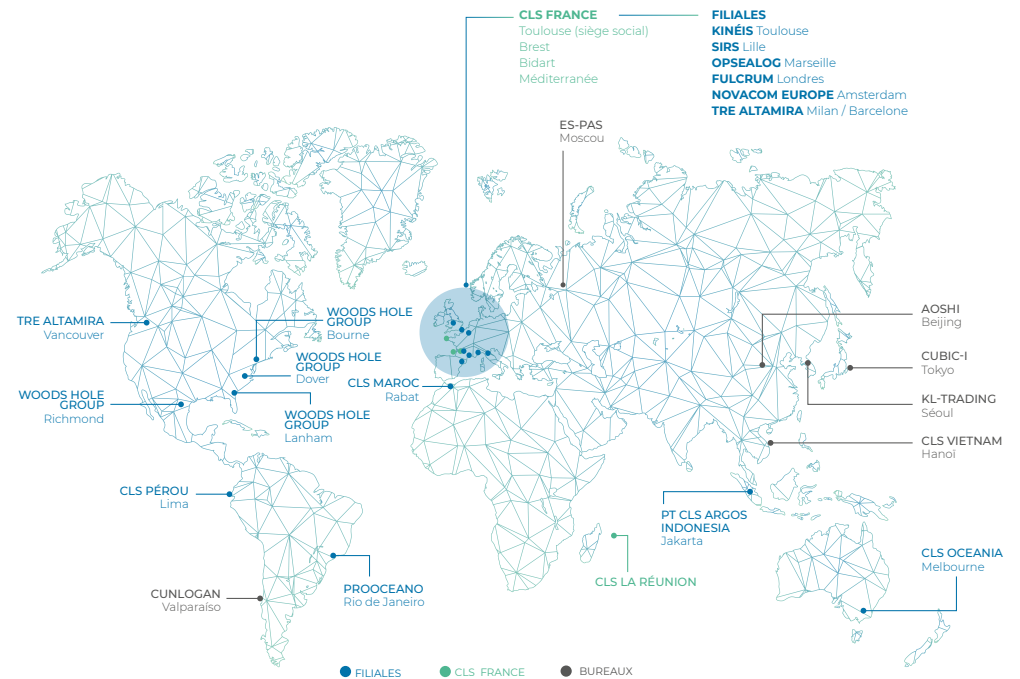 CLS FRANCE
Toulouse (siège social)
Brest
Bidart
Méditerranée
FILIALES
KINÉIS Toulouse
SIRS Lille
OPSEALOG Marseille
FULCRUM Londres
NOVACOM EUROPE Amsterdam
TRE ALTAMIRA Milan / Barcelone
ES-PAS
Moscou
TRE ALTAMIRA
Vancouver
WOODS HOLE
GROUP
Bourne
WOODS HOLE
GROUP
Dover
WOODS HOLE
GROUP
Richmond
WOODS HOLE
GROUP
Lanham
CLS MAROC
Rabat
AOSHI
Beijing
CUBIC-I
Tokyo
KL-TRADING
Séoul
CLS VIETNAM
Hanoï
CLS PÉROU
Lima
PT CLS ARGOS
INDONESIA
Jakarta
CLS OCEANIA
Melbourne
CLS LA RÉUNION
PROOCEANO
Rio de Janeiro
CUNLOGAN
Valparaíso
FILIALES
CLS FRANCE
BUREAUX